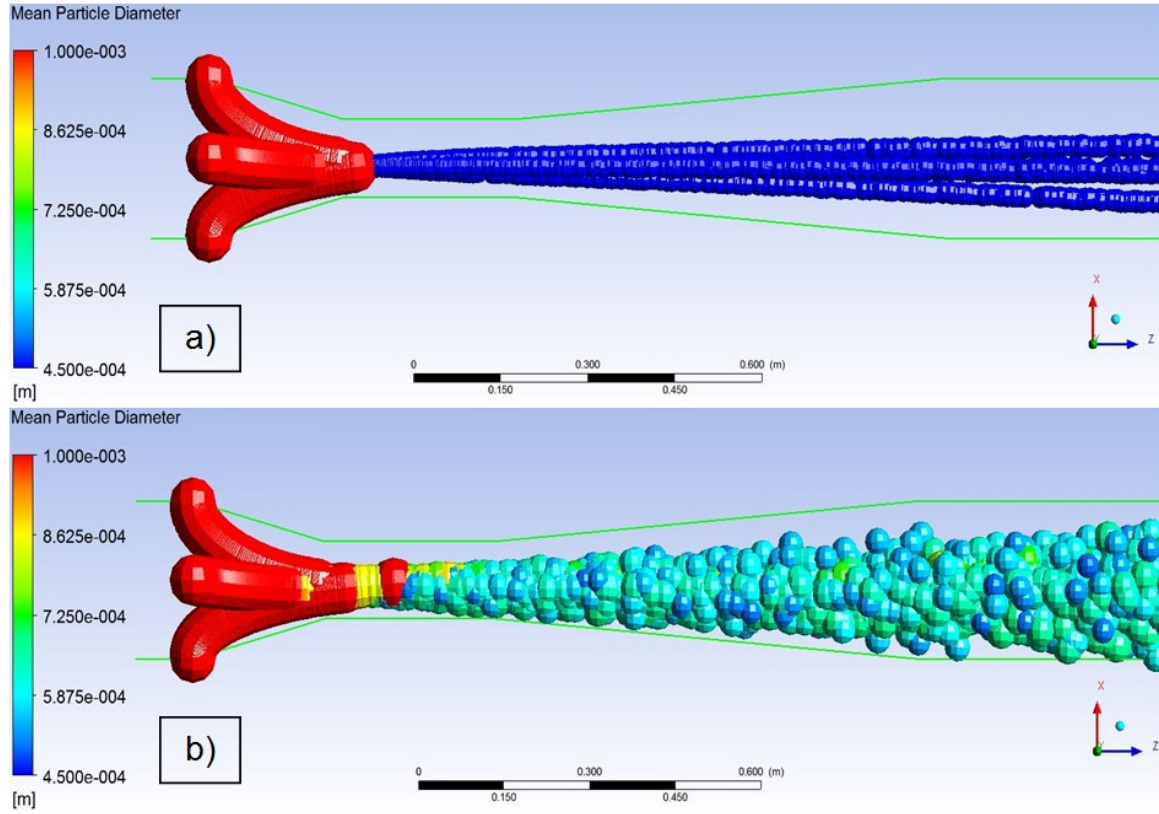 Mean Particle Diameter
1.000e-003
8.625e-004
7.250e-004
5.875e-004
4.500e-004
[m]
a)
X
Y
Z
0 0.300 0.600 (m)
0.150 0.450
Mean Particle Diameter
1.000e-003
8.625e-004
7.250e-004
5.875e-004
4.500e-004
[m]
b)
X
Y
Z
0 0.300 0.600 (m)
0.150 0.450